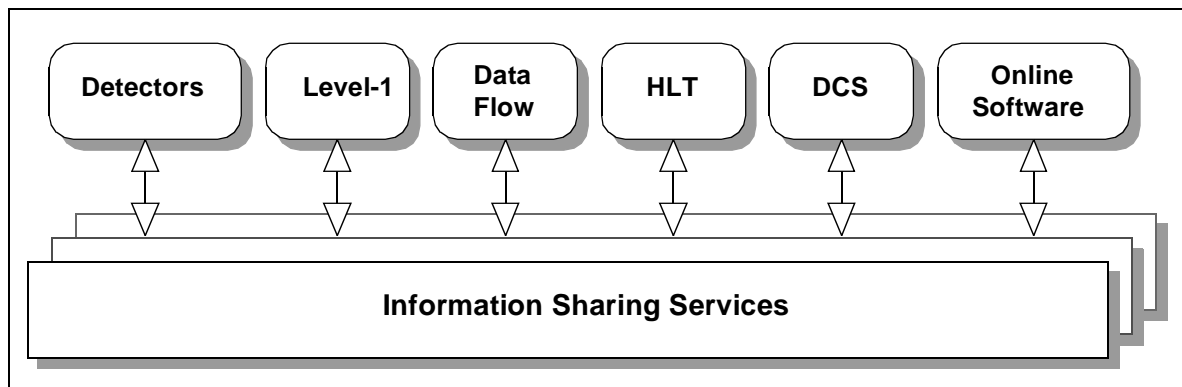 Detectors
Level-1
Data
Flow
HLT
DCS
Online
Software
Information Sharing Services